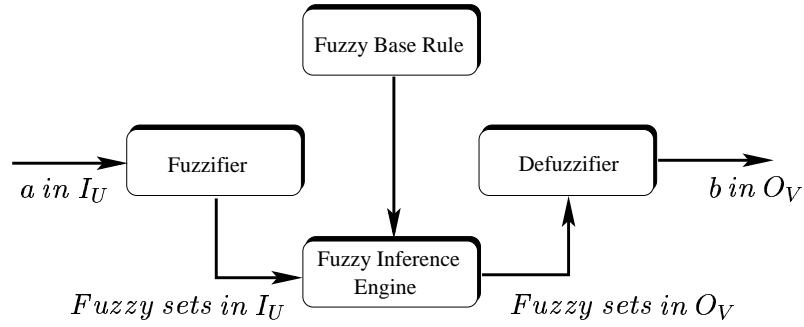 Fuzzy Base Rule
Fuzzifier
Defuzzifier
a in I_U
b in O_V
Fuzzy Inference
Engine
Fuzzy sets in I_U
Fuzzy sets in O_V